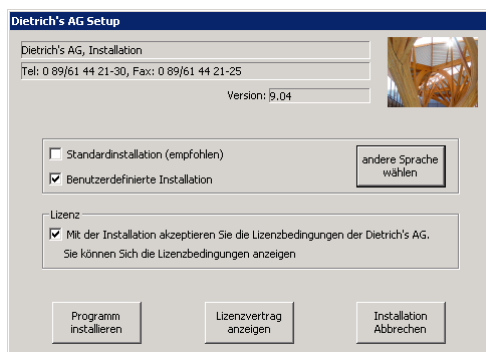 Dietrich's AG Setup
Dietrich's AG, Installation
Tel: 0 89/61 44 21-30, Fax: 0 89/61 44 21-25
Version: 9.04
Standardinstallation (empfohlen)
Benutzerdefinierte Installation
andere Sprache
wählen
Lizenz
Mit der Installation akzeptieren Sie die Lizenzbedingungen der Dietrich's AG.
Sie können Sich die Lizenzbedingungen anzeigen
Programm
installieren
Lizenzvertrag
anzeigen
Installation
Abbrechen